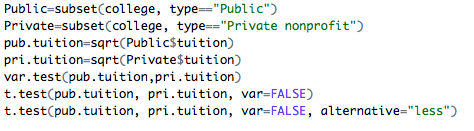 Public=subset(college, type=="Public")
Private=subset(college, type=="Private nonprofit")
pub.tuition=sqrt(Public$tuition)
pri.tuition=sqrt(Private$tuition)
var.test(pub.tuition,pri.tuition)
t.test(pub.tuition, pri.tuition, var=FALSE)
t.test(pub.tuition, pri.tuition, var=FALSE, alternative="less")